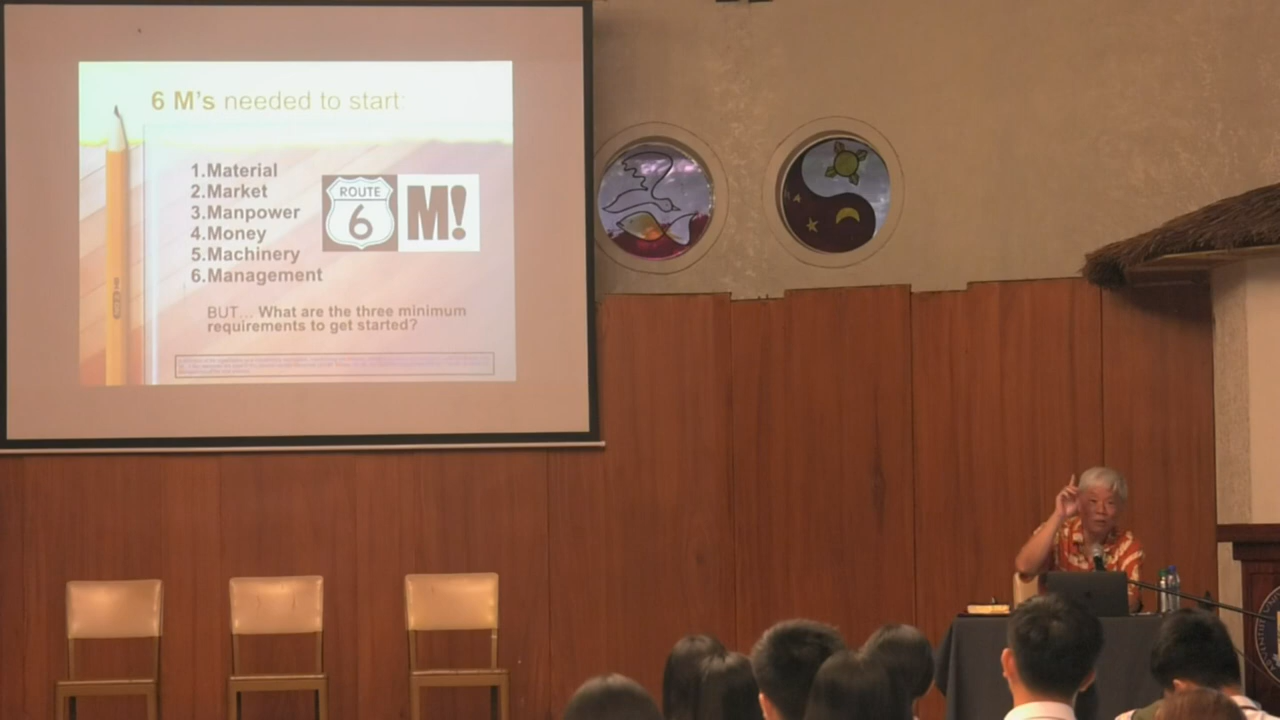 6 M's needed to start:
1.Material
2.Market
3.Manpower
4.Money
5.Machinery
6.Management
ROUTE
6
M!
BUT... What are the three minimum
requirements to get started?